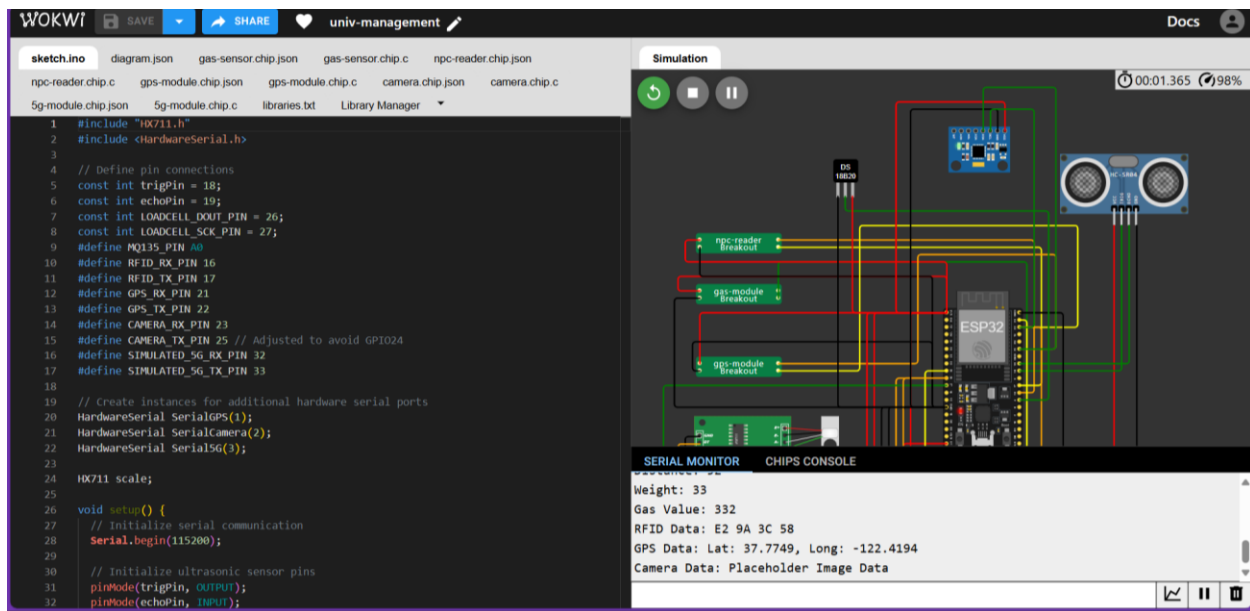 WOKWI SAVE SHARE univ-management Docs
sketch.ino diagram.json gas-sensor.chip.json gas-sensor.chip.c npc-reader.chip.json
npc-reader.chip.c gps-module.chip.json gps-module.chip.c camera.chip.json camera.chip.c
5g-module.chip.json 5g-module.chip.c libraries.txt Library Manager
1 #include "HX711.h"
2 #include <HardwareSerial.h>
3
4 // Define pin connections
5 const int trigPin = 18;
6 const int echoPin = 19;
7 const int LOADCELL_DOUT_PIN = 26;
8 const int LOADCELL_SCK_PIN = 27;
9 #define MQ135_PIN A0
10 #define RFID_RX_PIN 16
11 #define RFID_TX_PIN 17
12 #define GPS_RX_PIN 21
13 #define GPS_TX_PIN 22
14 #define CAMERA_RX_PIN 23
15 #define CAMERA_TX_PIN 25 // Adjusted to avoid GPIO24
16 #define SIMULATED_5G_RX_PIN 32
17 #define SIMULATED_5G_TX_PIN 33
18
19 // Create instances for additional hardware serial ports
20 HardwareSerial SerialGPS(1);
21 HardwareSerial SerialCamera(2);
22 HardwareSerial Serial5G(3);
23
24 HX711 scale;
25
26 void setup() {
27 // Initialize serial communication
28 Serial.begin(115200);
29
30 // Initialize ultrasonic sensor pins
31 pinMode(trigPin, OUTPUT);
32 pinMode(echoPin, INPUT);
Simulation
00:01.365 98%
DS
18B20
HC-SR04
npc-reader
Breakout
gas-module
Breakout
gps-module
Breakout
ESP32
SERIAL MONITOR CHIPS CONSOLE
Weight: 33
Gas Value: 332
RFID Data: E2 9A 3C 58
GPS Data: Lat: 37.7749, Long: -122.4194
Camera Data: Placeholder Image Data